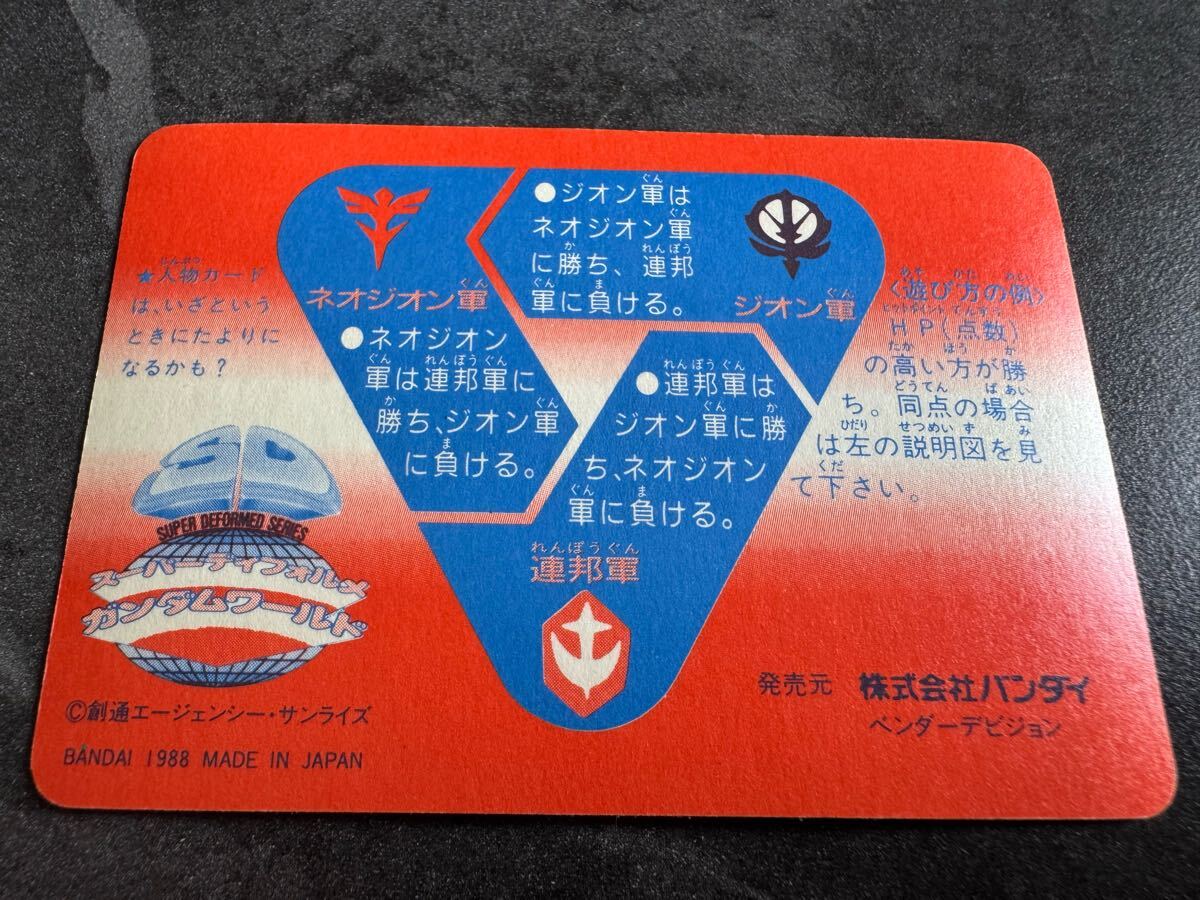 ★人物カード
は、いざという
ときにたよりに
なるかも？
SUPER DEFORMED SERIES
スーパーディフォルメ
ガンダムワールド
©創通エージェンシー・サンライズ
BANDAI 1988 MADE IN JAPAN
ネオジオン軍
●ネオジオン
軍は連邦軍に
勝ち、ジオン軍
に負ける。
●ジオン軍は
ネオジオン軍
に勝ち、連邦
軍に負ける。
ジオン軍
●連邦軍は
ジオン軍に勝
ち、ネオジオン
軍に負ける。
連邦軍
〈遊び方の例〉
HP(点数)
の高い方が勝
ち。同点の場合
は左の説明図を見
て下さい。
発売元 株式会社バンダイ
ベンダーデビジョン